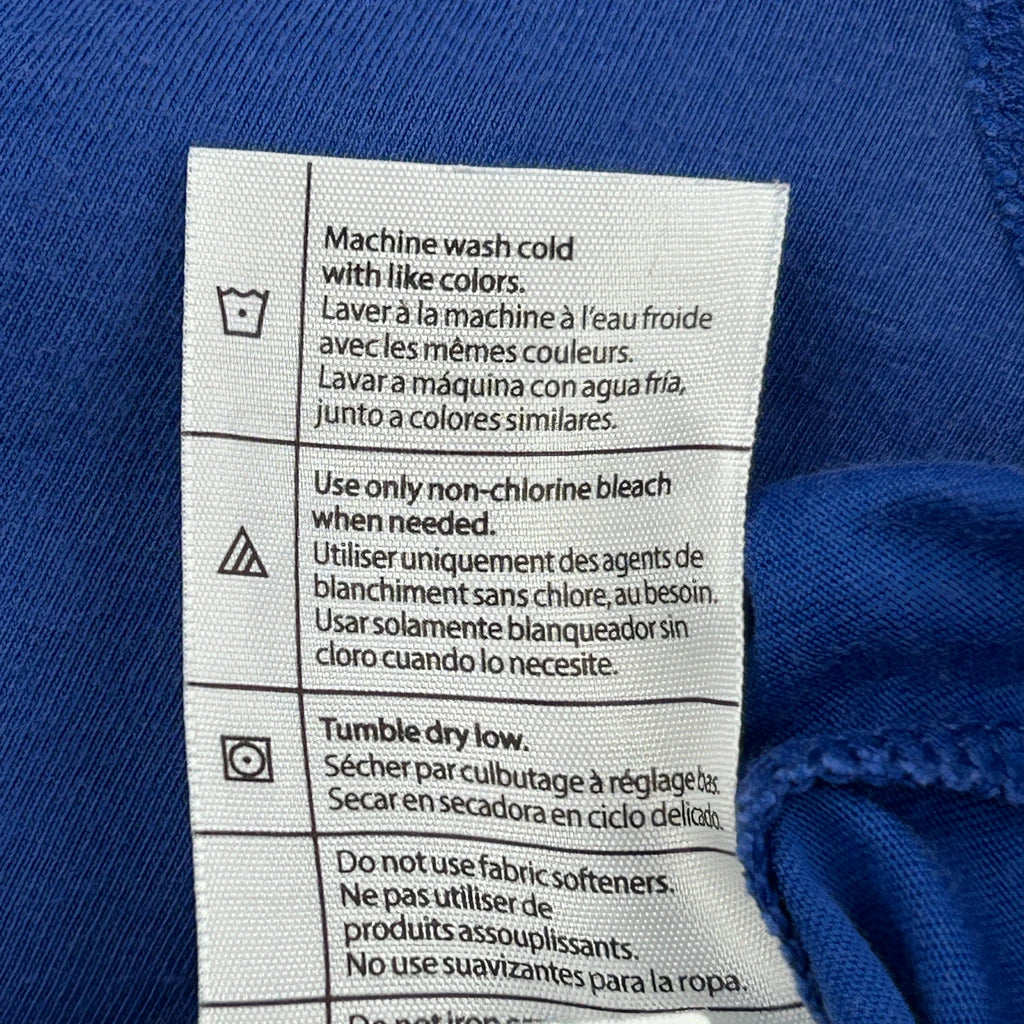 Machine wash cold
with like colors.
Laver à la machine à l'eau froide
avec les mêmes couleurs.
Lavar a máquina con agua fría,
junto a colores similares.
Use only non-chlorine bleach
when needed.
Utiliser uniquement des agents de
blanchiment sans chlore, au besoin.
Usar solamente blanqueador sin
cloro cuando lo necesite.
Tumble dry low.
Sécher par culbutage à réglage bas.
Secar en secadora en ciclo delicado.
Do not use fabric softeners.
Ne pas utiliser de
produits assouplissants.
No use suavizantes para la ropa.
Do not iron